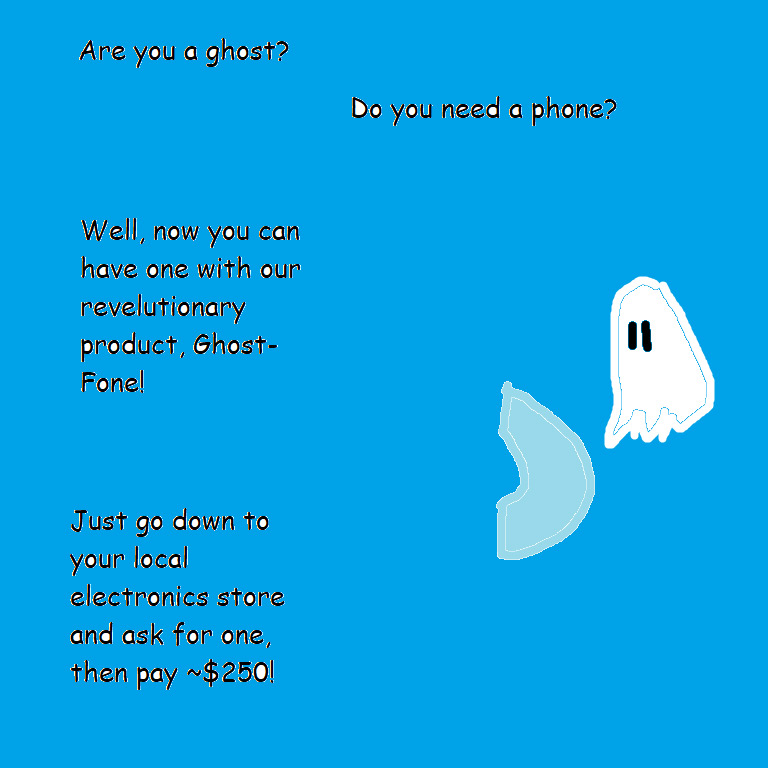 Are you a ghost?
Do you need a phone?
Well, now you can
have one with our
revelutionary
product, Ghost-
Fone!
Just go down to
your local
electronics store
and ask for one,
then pay ~$250!